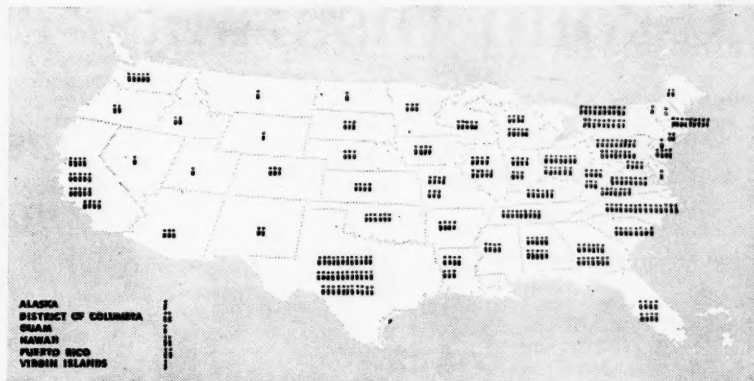 ALASKA
DISTRICT OF COLUMBIA
GUAM
HAWAII
PUERTO RICO
VIRGIN ISLANDS